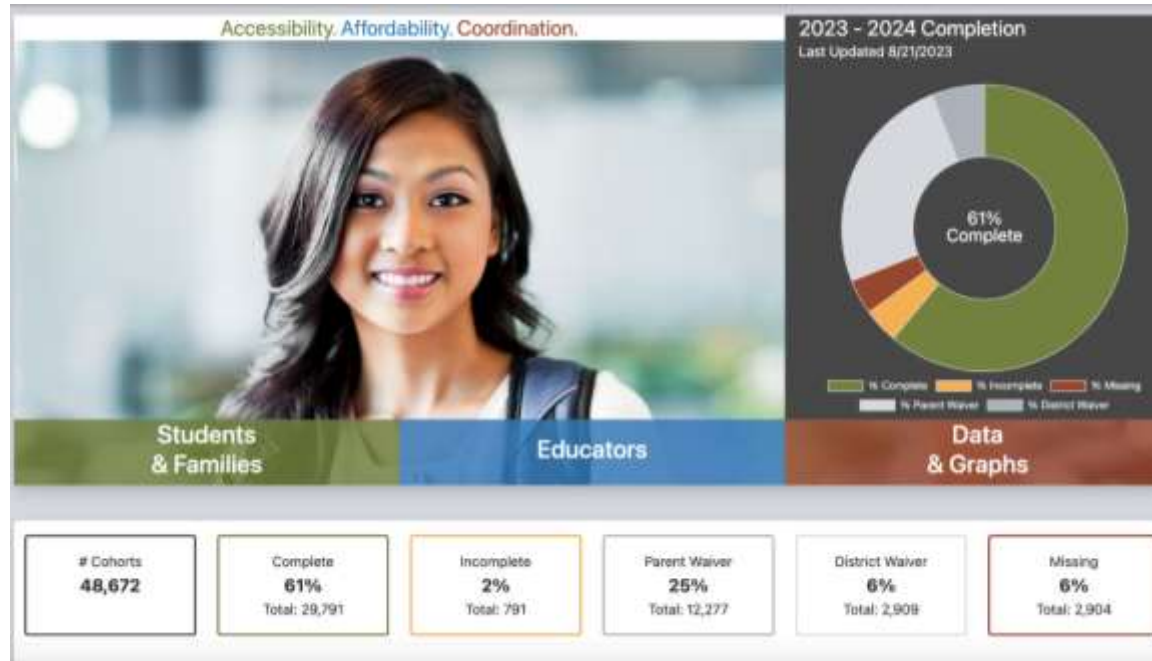 Accessibility. Affordability. Coordination.
2023 - 2024 Completion
Last Updated 8/21/2023
61%
Complete
% Complete % Incomplete % Missing
% Parent Waiver % District Waiver
Students
& Families
Educators
Data
& Graphs
# Cohorts
48,672
Complete
61%
Total: 29,791
Incomplete
2%
Total: 791
Parent Waiver
25%
Total: 12,277
District Waiver
6%
Total: 2,909
Missing
6%
Total: 2,904